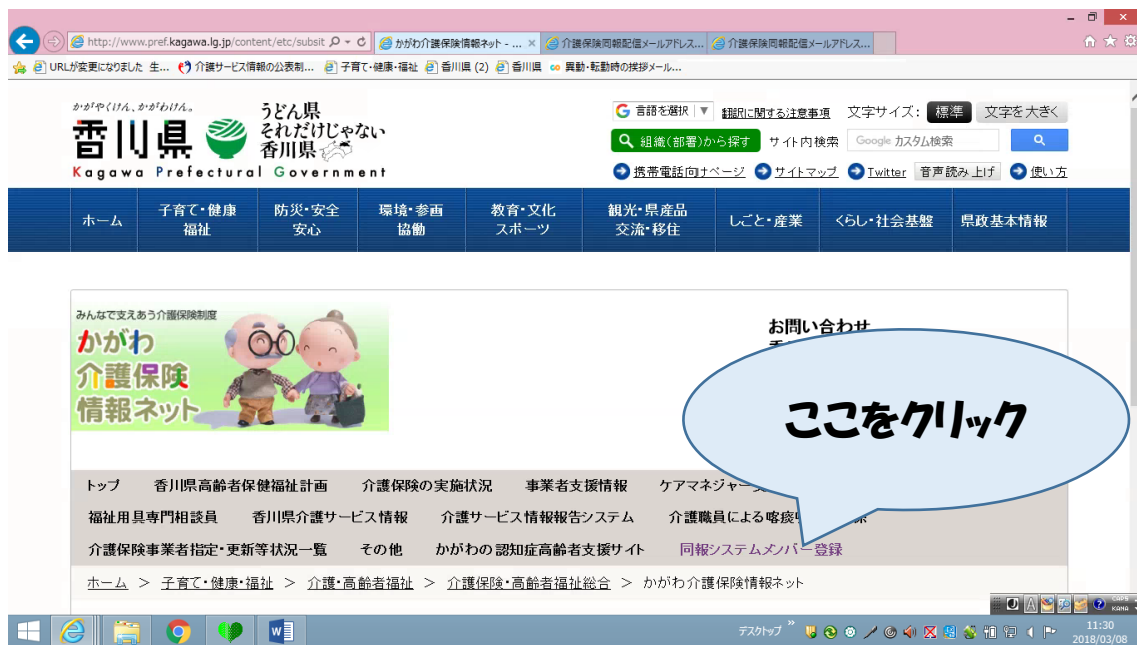 http://www.pref.kagawa.lg.jp/content/etc/subsit
かがわ介護保険情報ネット - ...
介護保険同報配信メールアドレス...
介護保険同報配信メールアドレス...
URLが変更になりました 生...
介護サービス情報の公表制...
子育て・健康・福祉
香川県 (2)
香川県
異動・転勤時の挨拶メール...
かがやくけん、かがわけん。
香川県
Kagawa Prefectural Government
うどん県
それだけじゃない
香川県
言語を選択 ▼
翻訳に関する注意事項
文字サイズ: 標準 文字を大きく
組織(部署)から探す
サイト内検索
Google カスタム検索
携帯電話向けページ
サイトマップ
Twitter
音声読み上げ
使い方
ホーム
子育て・健康
福祉
防災・安全
安心
環境・参画
協働
教育・文化
スポーツ
観光・県産品
交流・移住
しごと・産業
くらし・社会基盤
県政基本情報
みんなで支えあう介護保険制度
かがわ
介護保険
情報ネット
お問い合わせ
ここをクリック
トップ 香川県高齢者保健福祉計画 介護保険の実施状況 事業者支援情報 ケアマネジャー
福祉用具専門相談員 香川県介護サービス情報 介護サービス情報報告システム 介護職員による喀痰
介護保険事業者指定・更新等状況一覧 その他 かがわの認知症高齢者支援サイト 同報システムメンバー登録
ホーム > 子育て・健康・福祉 > 介護・高齢者福祉 > 介護保険・高齢者福祉総合 > かがわ介護保険情報ネット
CAPS
KANA
デスクトップ
11:30
2018/03/08